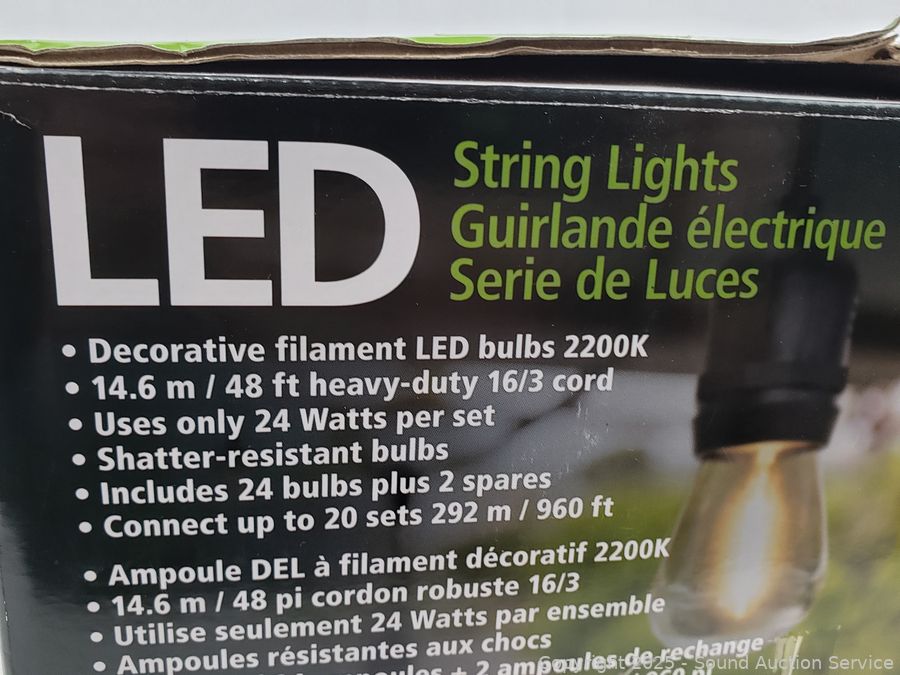 LED
String Lights
Guirlande électrique
Serie de Luces
• Decorative filament LED bulbs 2200K
• 14.6 m / 48 ft heavy-duty 16/3 cord
• Uses only 24 Watts per set
• Shatter-resistant bulbs
• Includes 24 bulbs plus 2 spares
• Connect up to 20 sets 292 m / 960 ft
• Ampoule DEL à filament décoratif 2200K
• 14.6 m / 48 pi cordon robuste 16/3
• Utilise seulement 24 Watts par ensemble
• Ampoules résistantes aux chocs
ampoules + 2 ampoules de rechange
Copyright 2025 - Sound Auction Service